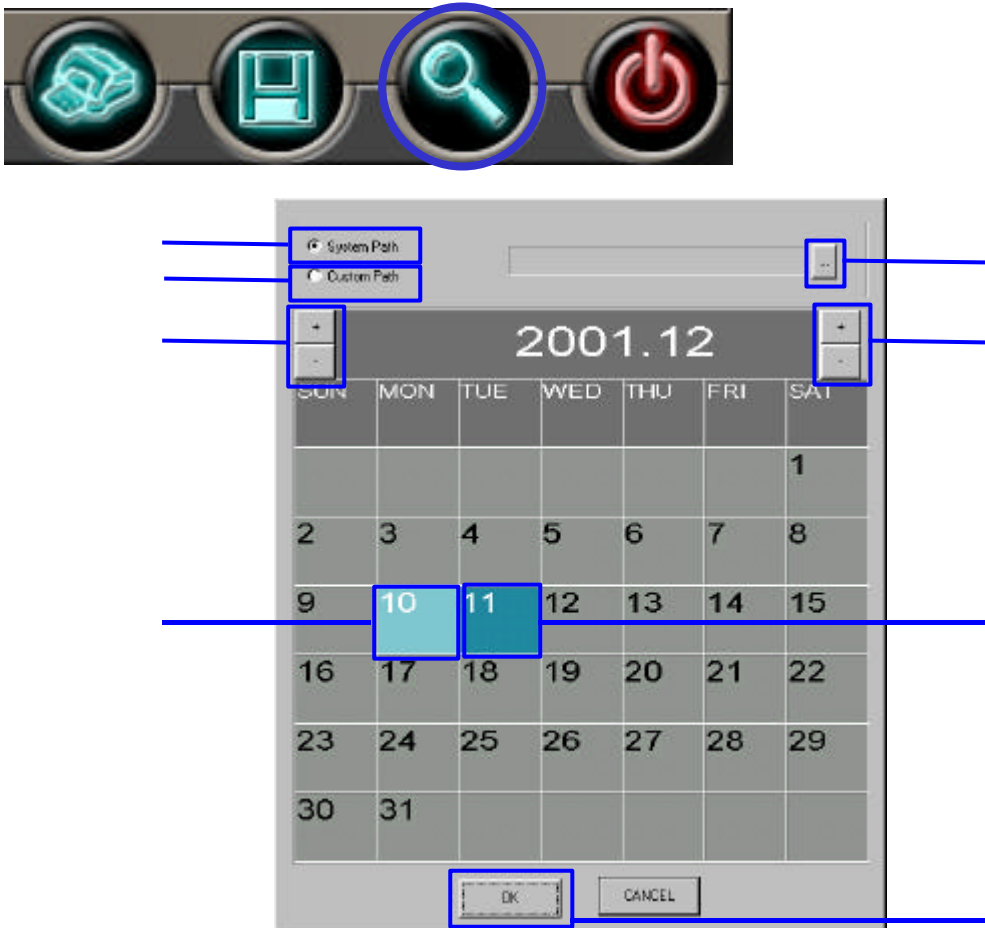 System Path
Custom Path
...
+ 2001.12 +
- -
SUN MON TUE WED THU FRI SAT
1
2 3 4 5 6 7 8
9 10 11 12 13 14 15
16 17 18 19 20 21 22
23 24 25 26 27 28 29
30 31
OK CANCEL